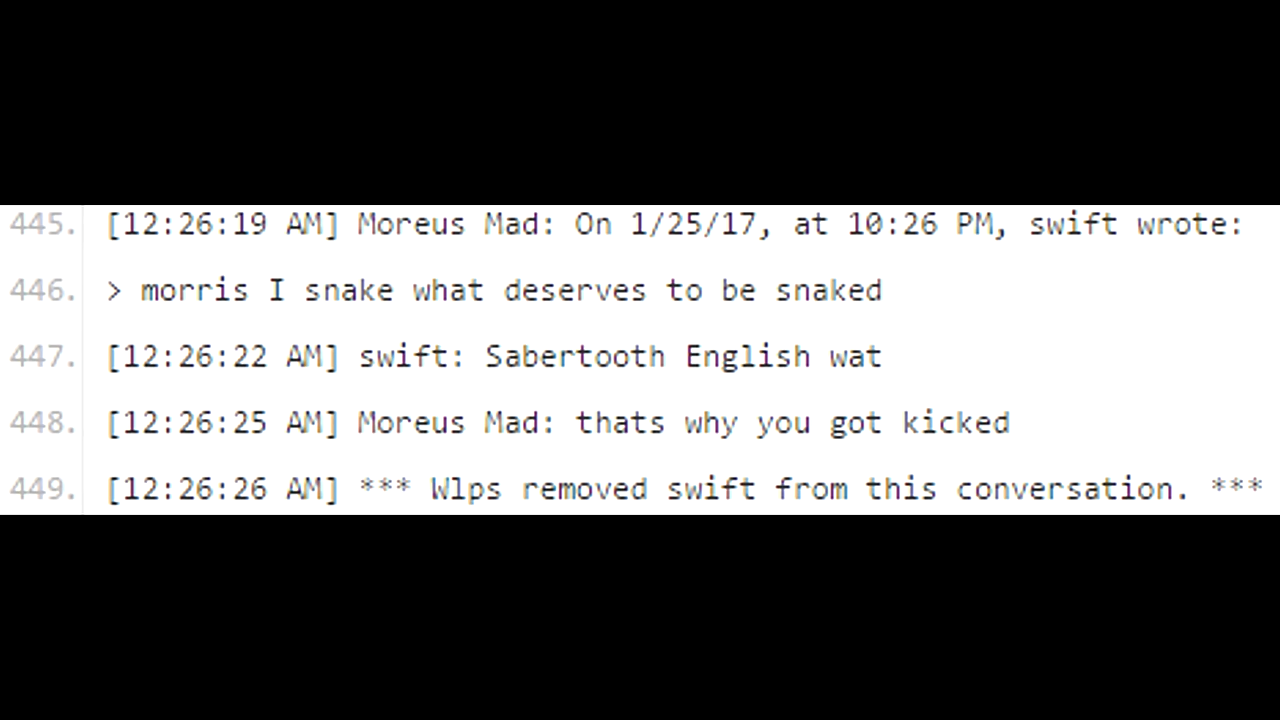 445. [12:26:19 AM] Moreus Mad: On 1/25/17, at 10:26 PM, swift wrote:
446. > morris I snake what deserves to be snaked
447. [12:26:22 AM] swift: Sabertooth English wat
448. [12:26:25 AM] Moreus Mad: thats why you got kicked
449. [12:26:26 AM] *** Wlps removed swift from this conversation. ***